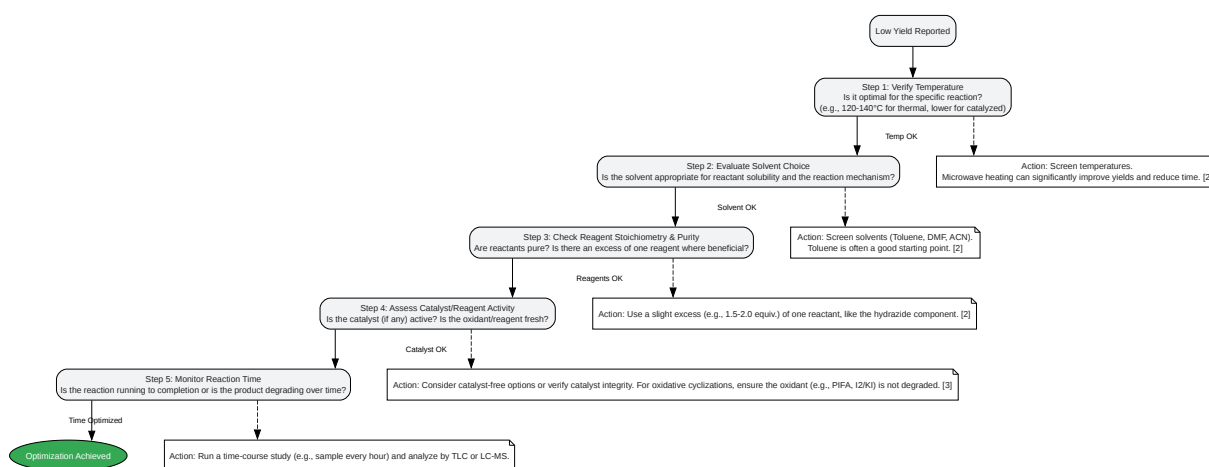 Low Yield Reported
Step 1: Verify Temperature
Is it optimal for the specific reaction?
(e.g., 120-140°C for thermal, lower for catalyzed)
Temp OK
Step 2: Evaluate Solvent Choice
Is the solvent appropriate for reactant solubility and the reaction mechanism?
Action: Screen temperatures.
Microwave heating can significantly improve yields and reduce time. [2
Solvent OK
Step 3: Check Reagent Stoichiometry & Purity
Are reactants pure? Is there an excess of one reagent where beneficial?
Action: Screen solvents (Toluene, DMF, ACN).
Toluene is often a good starting point. [2]
Reagents OK
Step 4: Assess Catalyst/Reagent Activity
Is the catalyst (if any) active? Is the oxidant/reagent fresh?
Action: Use a slight excess (e.g., 1.5-2.0 equiv.) of one reactant, like the hydrazide component. [2]
Catalyst OK
Step 5: Monitor Reaction Time
Is the reaction running to completion or is the product degrading over time?
Action: Consider catalyst-free options or verify catalyst integrity. For oxidative cyclizations, ensure the oxidant (e.g., PIFA, I2/KI) is not degraded. [3]
Time Optimized
Optimization Achieved
Action: Run a time-course study (e.g., sample every hour) and analyze by TLC or LC-MS.